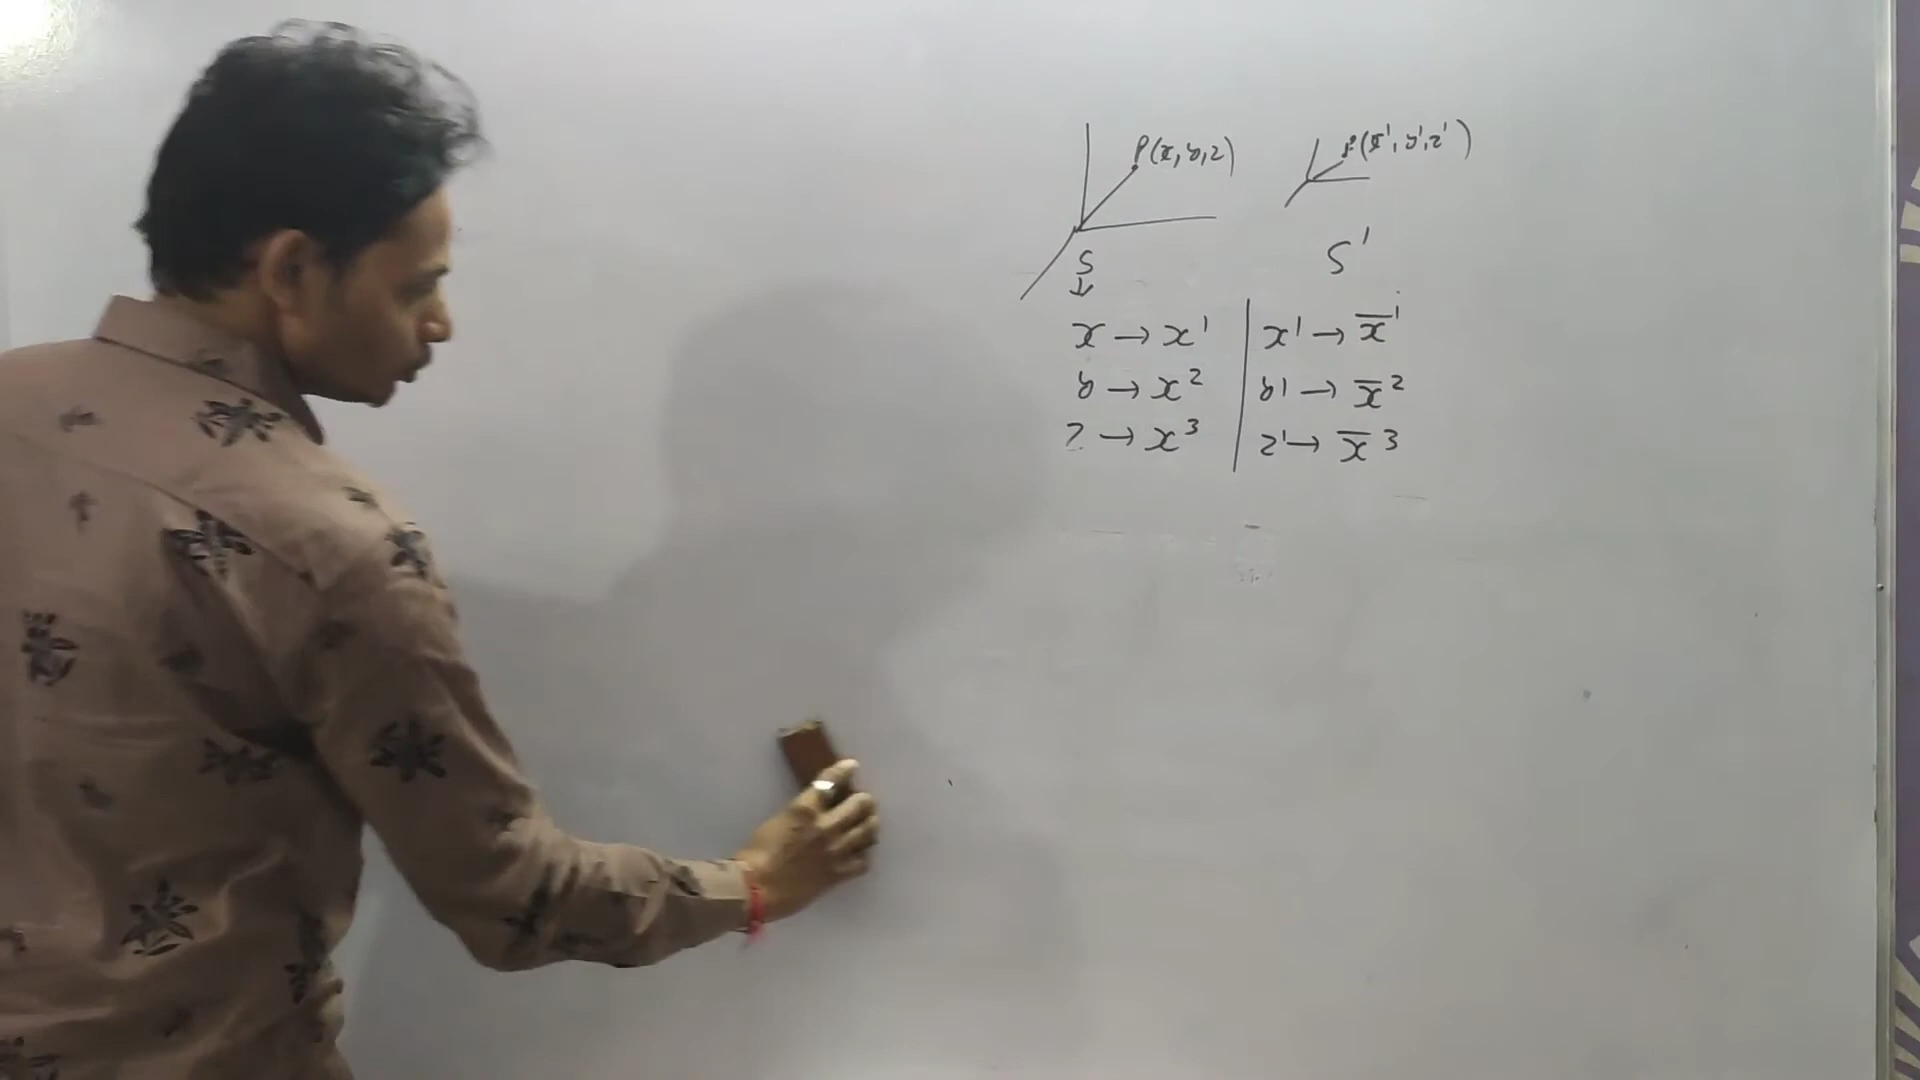 P(x, y, z)
P(x', y', z')
S
S'
x → x¹
x' → x̅¹
y → x²
y' → x̅²
z → x³
z' → x̅³